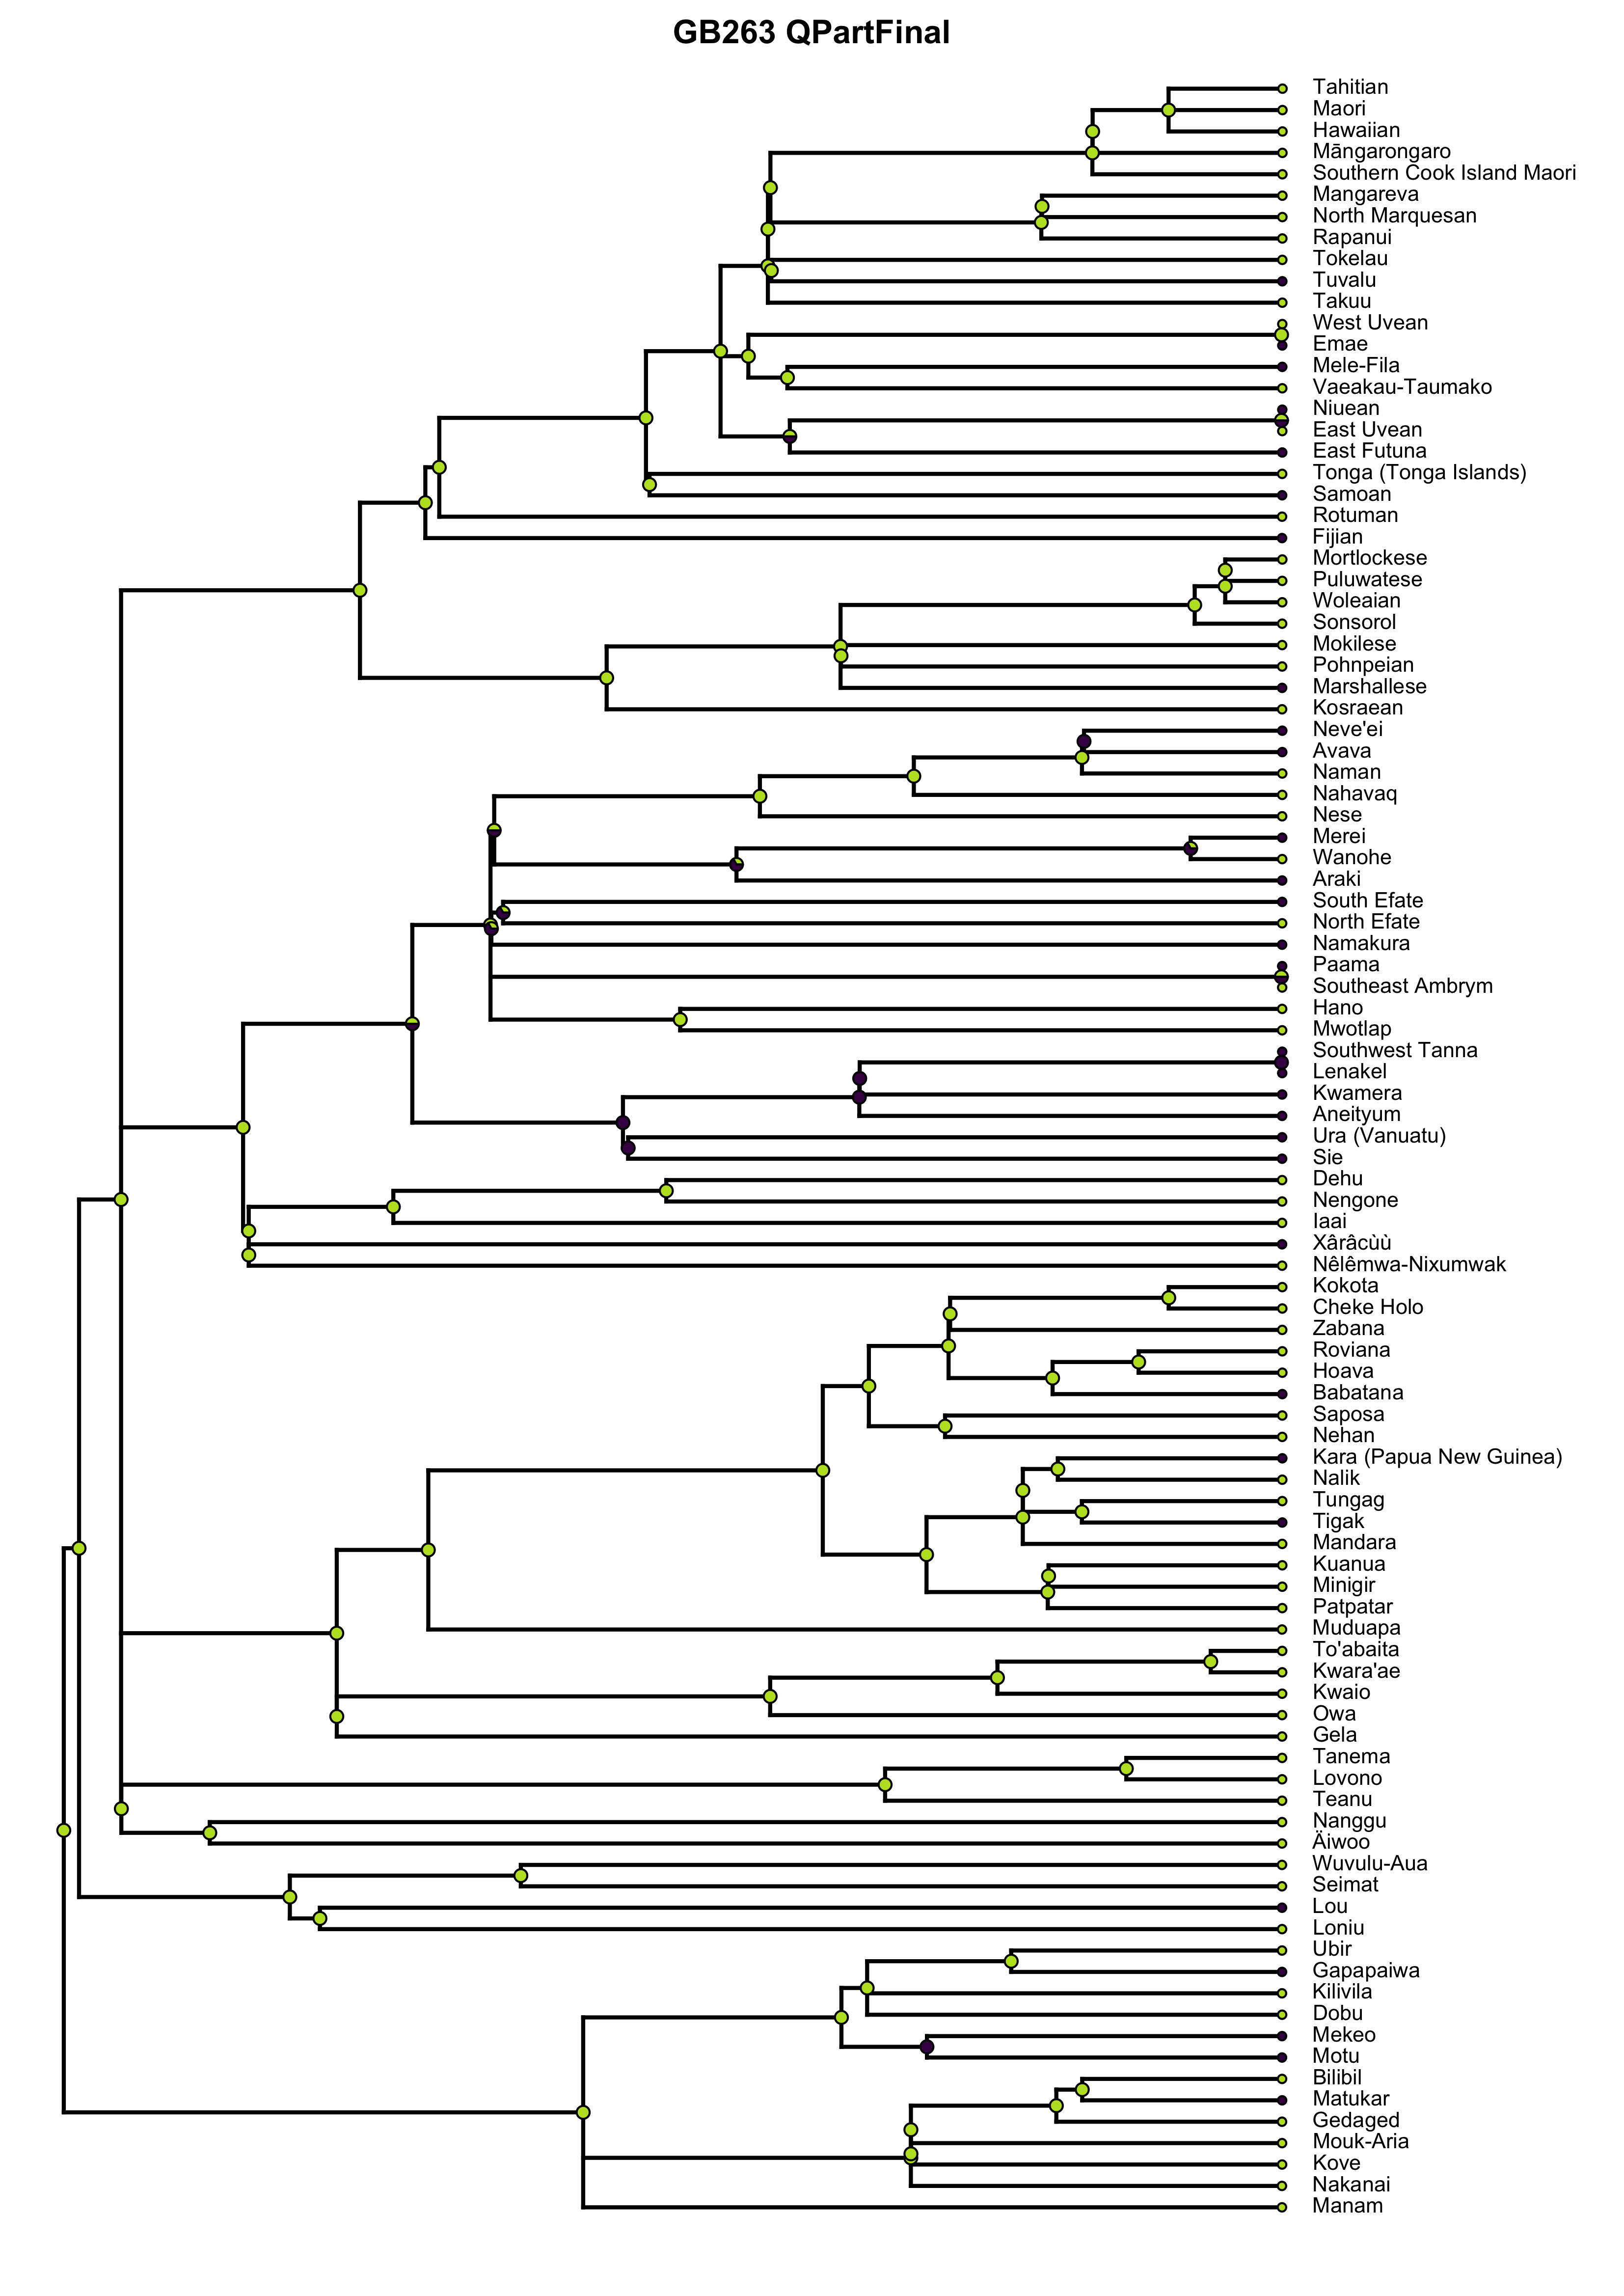 GB263 QPartFinal
Tahitian
Maori
Hawaiian
Māngarongaro
Southern Cook Island Maori
Mangareva
North Marquesan
Rapanui
Tokelau
Tuvalu
Takuu
West Uvean
Emae
Mele-Fila
Vaeakau-Taumako
Niuean
East Uvean
East Futuna
Tonga (Tonga Islands)
Samoan
Rotuman
Fijian
Mortlockese
Puluwatese
Woleaian
Sonsorol
Mokilese
Pohnpeian
Marshallese
Kosraean
Neve'ei
Avava
Naman
Nahavaq
Nese
Merei
Wanohe
Araki
South Efate
North Efate
Namakura
Paama
Southeast Ambrym
Hano
Mwotlap
Southwest Tanna
Lenakel
Kwamera
Aneityum
Ura (Vanuatu)
Sie
Dehu
Nengone
Iaai
Xârâcùù
Nêlêmwa-Nixumwak
Kokota
Cheke Holo
Zabana
Roviana
Hoava
Babatana
Saposa
Nehan
Kara (Papua New Guinea)
Nalik
Tungag
Tigak
Mandara
Kuanua
Minigir
Patpatar
Muduapa
To'abaita
Kwara'ae
Kwaio
Owa
Gela
Tanema
Lovono
Teanu
Nanggu
Äiwoo
Wuvulu-Aua
Seimat
Lou
Loniu
Ubir
Gapapaiwa
Kilivila
Dobu
Mekeo
Motu
Bilibil
Matukar
Gedaged
Mouk-Aria
Kove
Nakanai
Manam